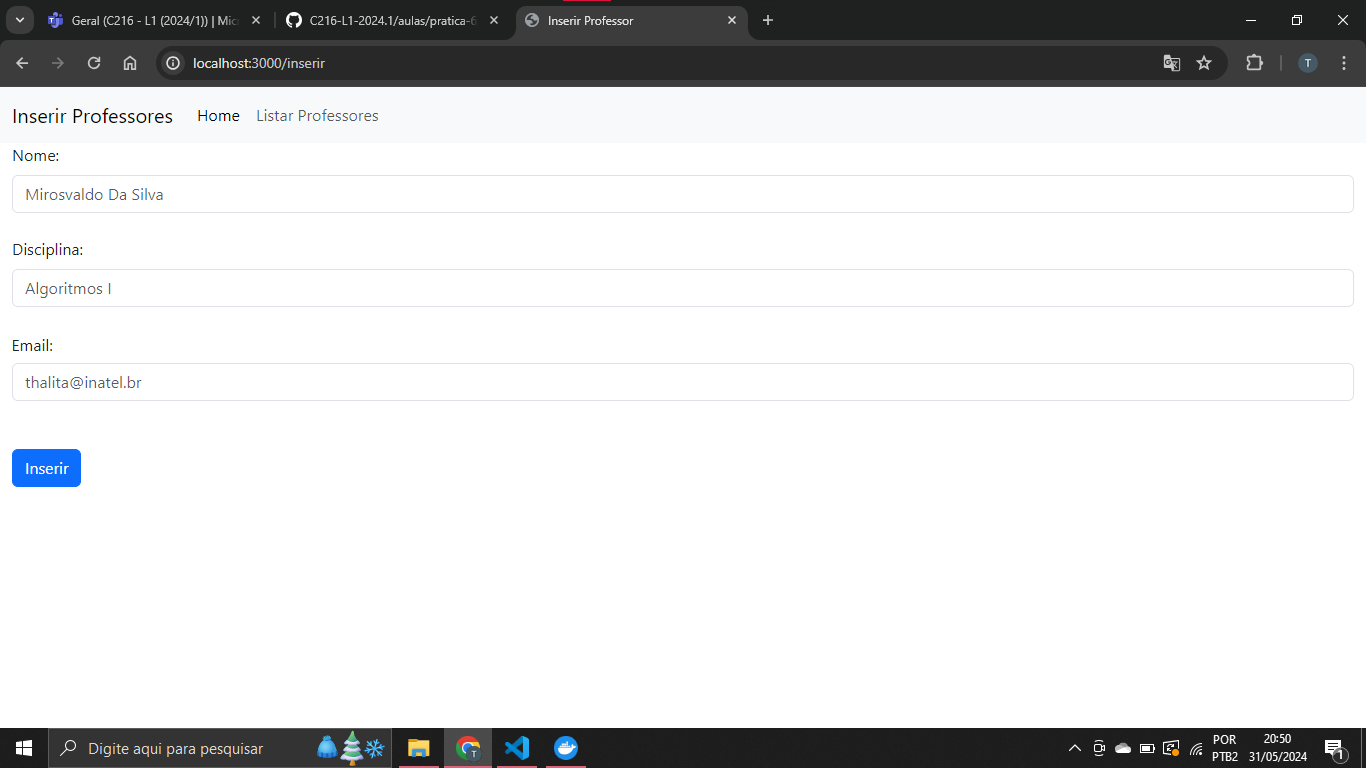 Geral (C216 - L1 (2024/1)) | Micr
C216-L1-2024.1/aulas/pratica-6
Inserir Professor
localhost:3000/inserir
T
Inserir Professores Home Listar Professores
Nome:
Mirosvaldo Da Silva
Disciplina:
Algoritmos I
Email:
thalita@inatel.br
Inserir
Digite aqui para pesquisar
POR
PTB2
20:50
31/05/2024
1